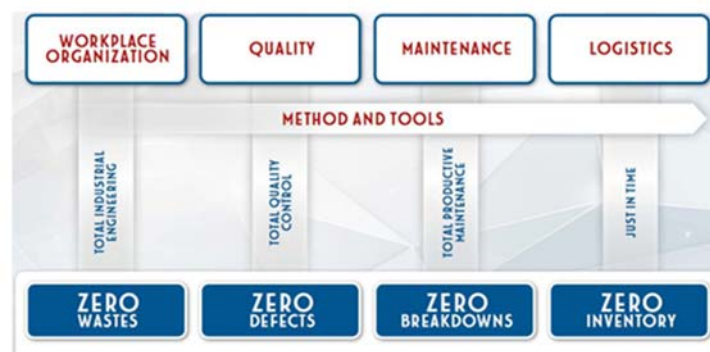 WORKPLACE
ORGANIZATION
QUALITY
MAINTENANCE
LOGISTICS
METHOD AND TOOLS
TOTAL INDUSTRIAL
ENGINEERING
TOTAL QUALITY
CONTROL
TOTAL PRODUCTIVE
MAINTENANCE
JUST IN TIME
ZERO
WASTES
ZERO
DEFECTS
ZERO
BREAKDOWNS
ZERO
INVENTORY